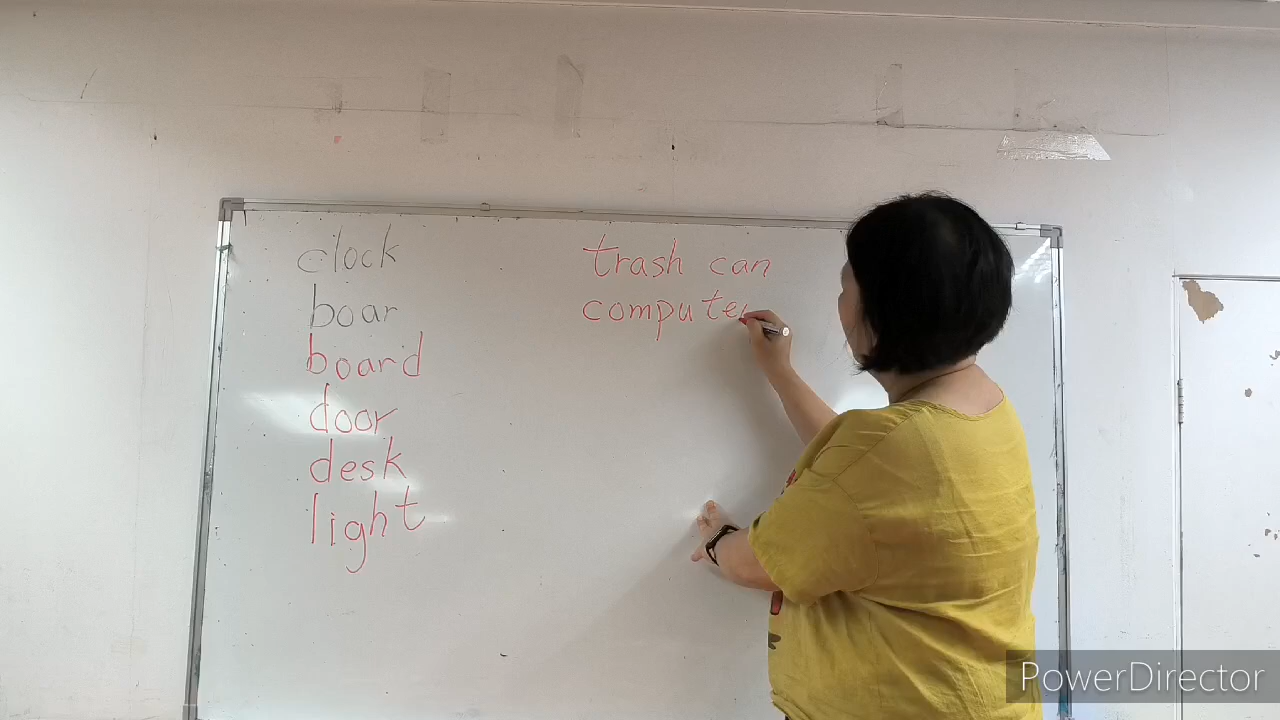 clock
boar
board
door
desk
light
trash can
compute
PowerDirector